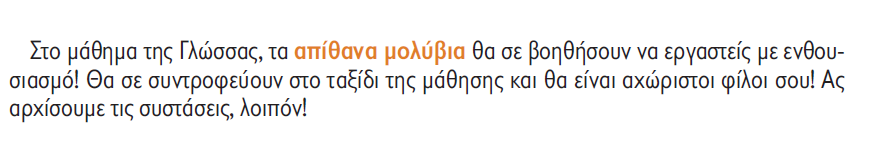 Στο μάθημα της Γλώσσας, τα απίθανα μολύβια θα σε βοηθήσουν να εργαστείς με ενθου-
σιασμό! Θα σε συντροφεύουν στο ταξίδι της μάθησης και θα είναι αχώριστοι φίλοι σου! Ας
αρχίσουμε τις συστάσεις, λοιπόν!